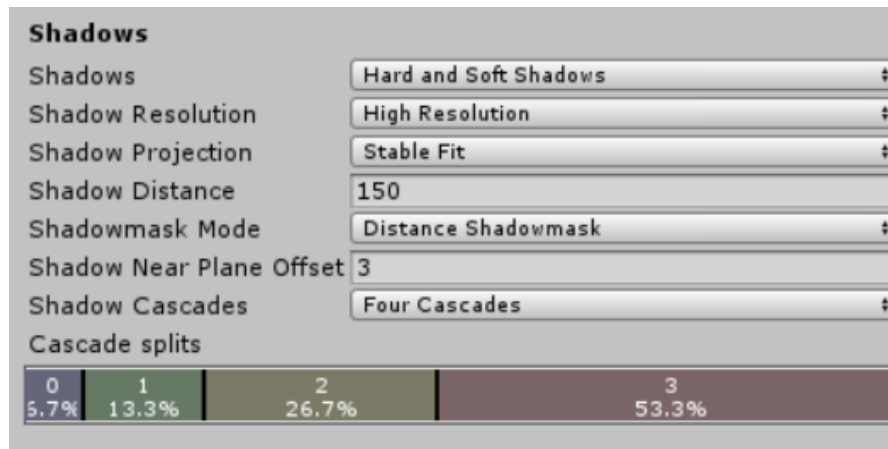 Shadows
Shadows Hard and Soft Shadows
Shadow Resolution High Resolution
Shadow Projection Stable Fit
Shadow Distance 150
Shadowmask Mode Distance Shadowmask
Shadow Near Plane Offset 3
Shadow Cascades Four Cascades
Cascade splits
0 1 2 3
13.3% 26.7% 53.3%